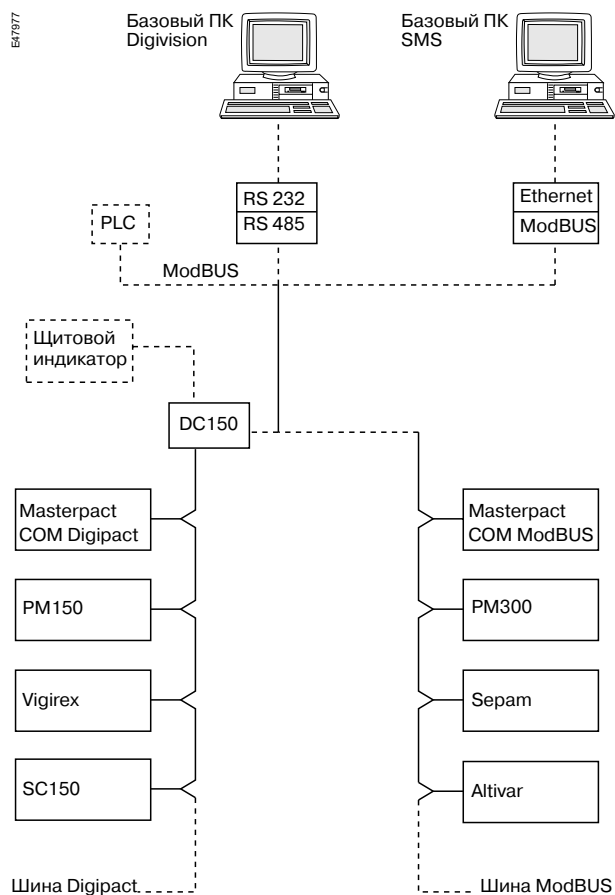 E47977
Базовый ПК
Digivision
Базовый ПК
SMS
RS 232
RS 485
Ethernet
ModBUS
PLC
ModBUS
Щитовой
индикатор
DC150
Masterpact
COM Digipact
Masterpact
COM ModBUS
PM150
PM300
Vigirex
Sepam
SC150
Altivar
Шина Digipact
Шина ModBUS